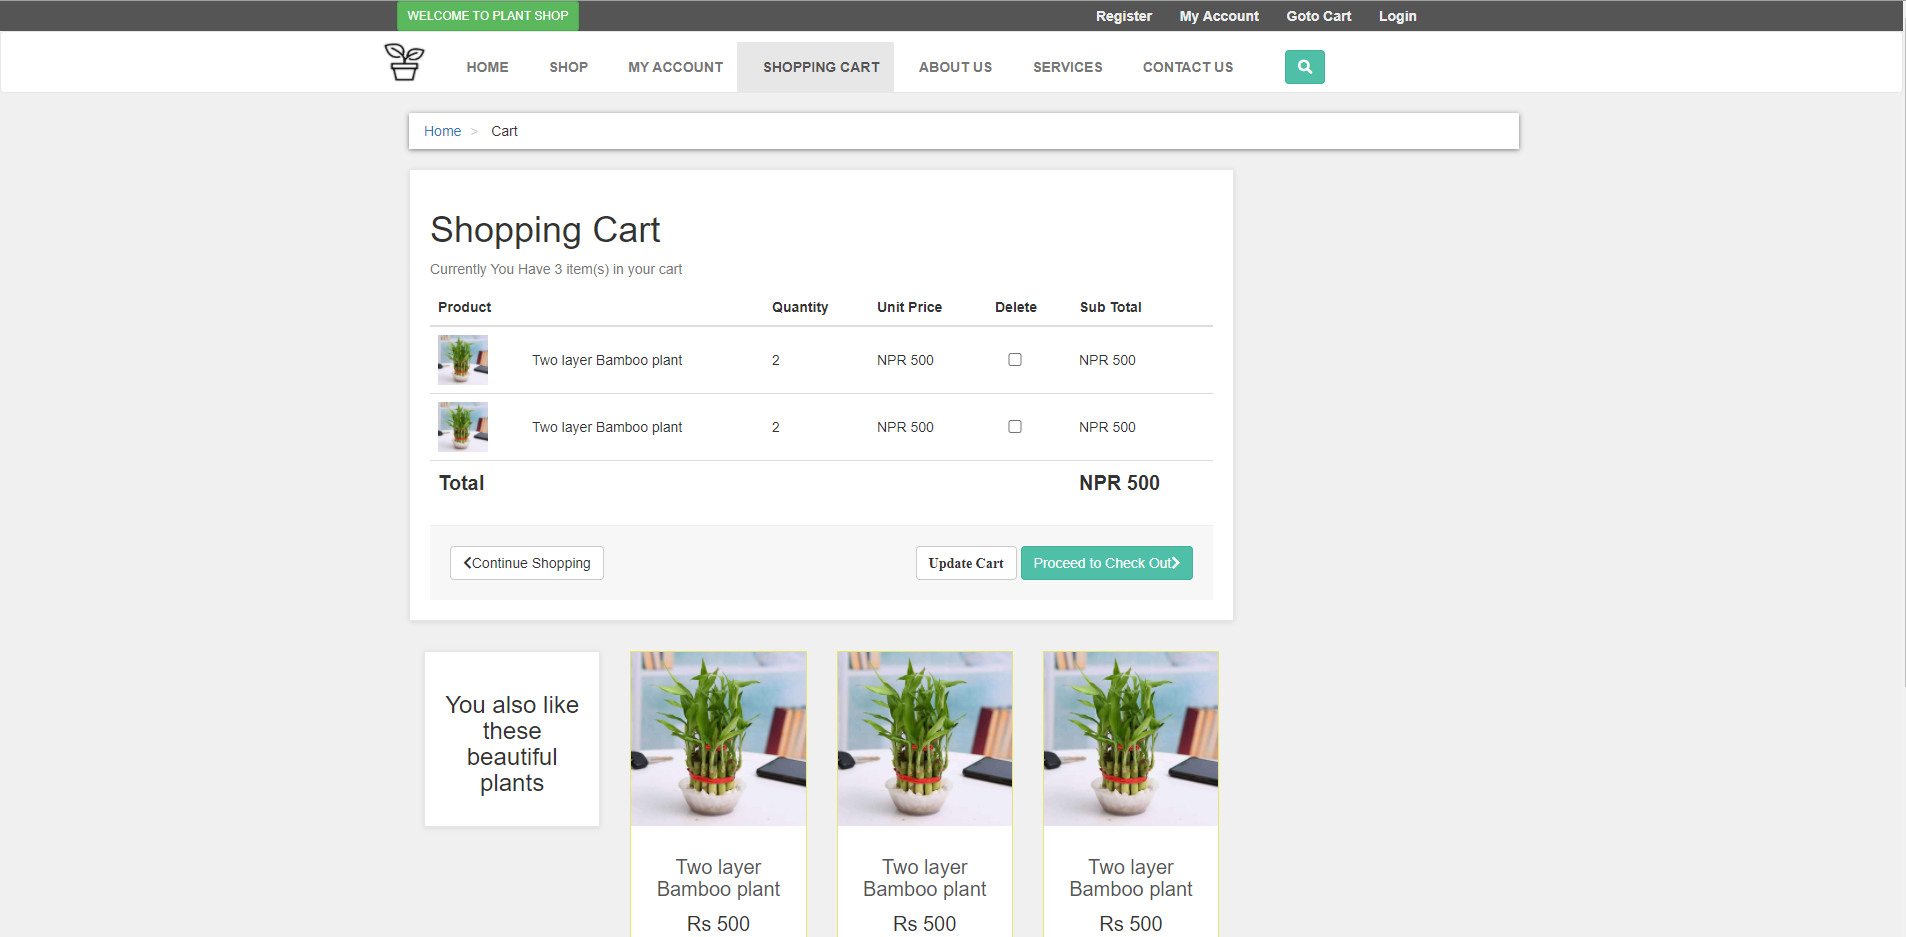 WELCOME TO PLANT SHOP Register My Account Goto Cart Login
HOME SHOP MY ACCOUNT SHOPPING CART ABOUT US SERVICES CONTACT US
Home > Cart
Shopping Cart
Currently You Have 3 item(s) in your cart
Product Quantity Unit Price Delete Sub Total
Two layer Bamboo plant 2 NPR 500 NPR 500
Two layer Bamboo plant 2 NPR 500 NPR 500
Total NPR 500
Continue Shopping Update Cart Proceed to Check Out
You also like
these
beautiful
plants
Two layer
Bamboo plant
Rs 500
Two layer
Bamboo plant
Rs 500
Two layer
Bamboo plant
Rs 500